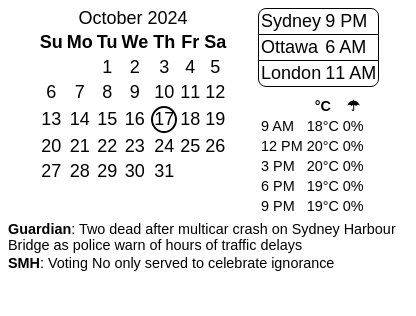 October 2024
Su Mo Tu We Th Fr Sa
1 2 3 4 5
6 7 8 9 10 11 12
13 14 15 16 17 18 19
20 21 22 23 24 25 26
27 28 29 30 31
Sydney 9 PM
Ottawa 6 AM
London 11 AM
°C ☂
9 AM 18°C 0%
12 PM 20°C 0%
3 PM 20°C 0%
6 PM 19°C 0%
9 PM 19°C 0%
Guardian: Two dead after multicar crash on Sydney Harbour
Bridge as police warn of hours of traffic delays
SMH: Voting No only served to celebrate ignorance